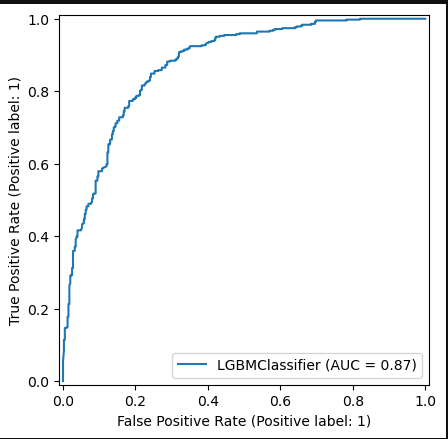 1.0
0.8
0.6
0.4
0.2
0.0
True Positive Rate (Positive label: 1)
LGBMClassifier (AUC = 0.87)
0.0 0.2 0.4 0.6 0.8 1.0
False Positive Rate (Positive label: 1)